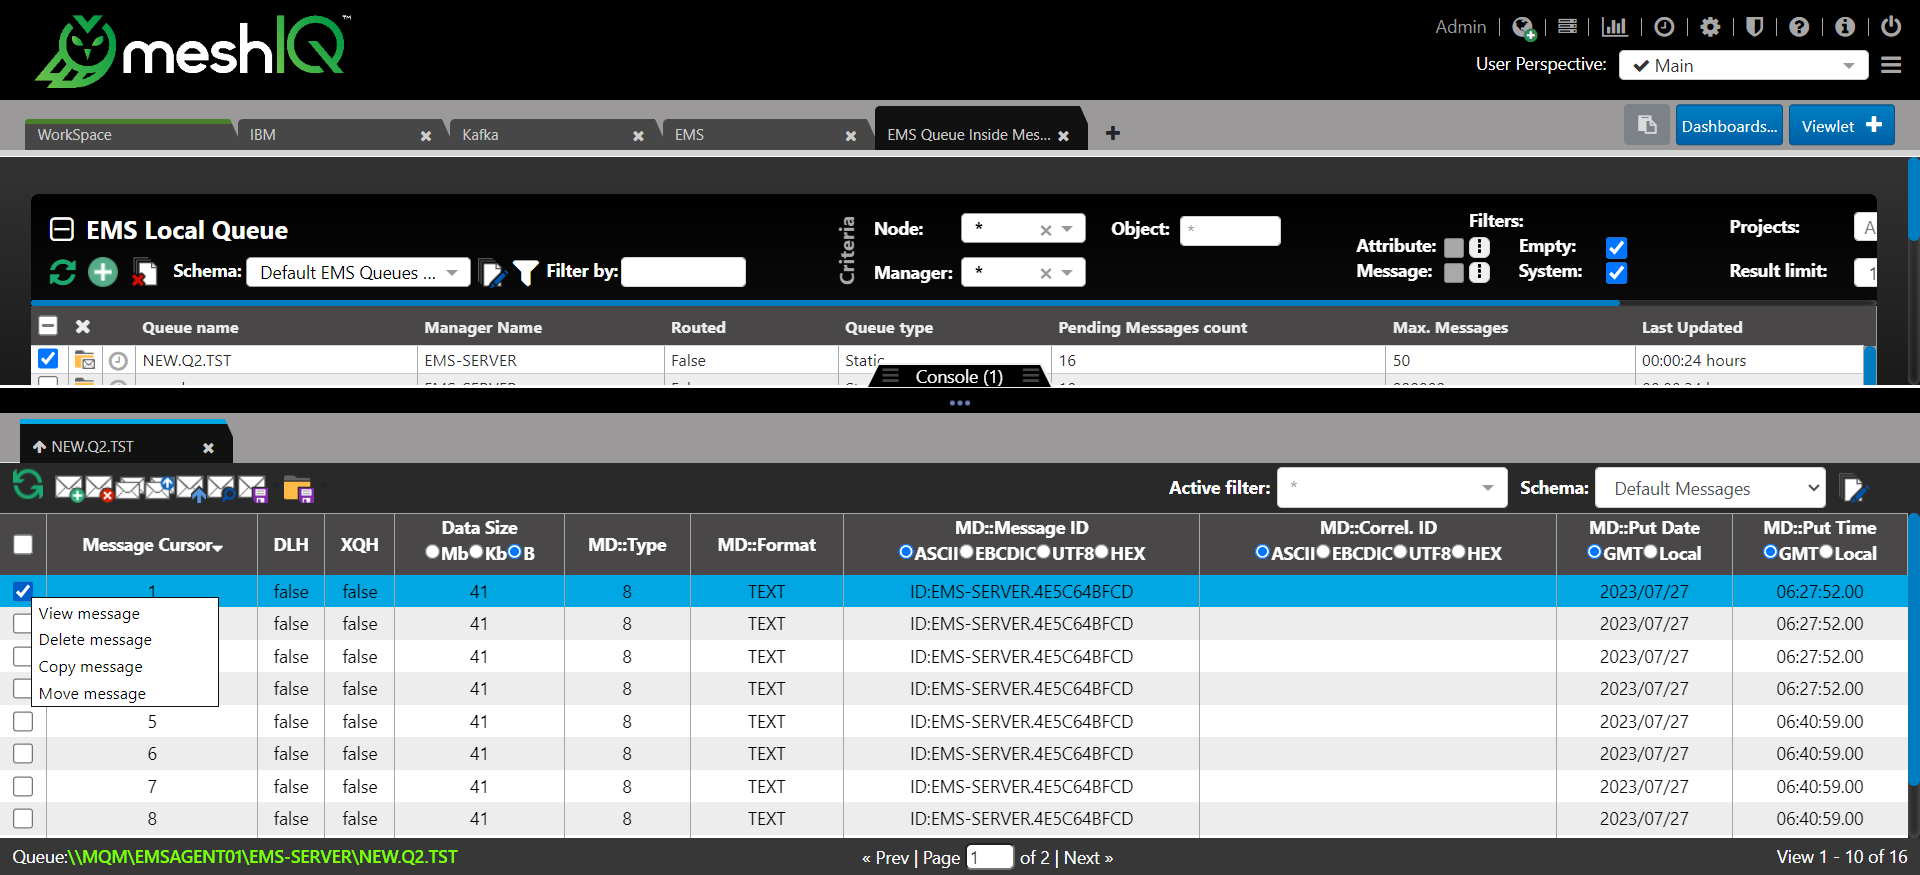 meshIQ™
Admin
User Perspective: Main
WorkSpace IBM Kafka EMS EMS Queue Inside Mes... Dashboards... Viewlet
EMS Local Queue
Criteria
Node: * Object: * Filters: Projects: A
Attribute: Empty:
Schema: Default EMS Queues ... Filter by: Manager: * Message: System: Result limit: 1
Queue name Manager Name Routed Queue type Pending Messages count Max. Messages Last Updated
NEW.Q2.TST EMS-SERVER False Static 16 50 00:00:24 hours
Console (1)
NEW.Q2.TST
Active filter: * Schema: Default Messages
Message Cursor DLH XQH Data Size MD::Type MD::Format MD::Message ID MD::Correl. ID MD::Put Date MD::Put Time
Mb Kb B ASCII EBCDIC UTF8 HEX ASCII EBCDIC UTF8 HEX GMT Local GMT Local
1 false false 41 8 TEXT ID:EMS-SERVER.4E5C64BFCD 2023/07/27 06:27:52.00
View message
false false 41 8 TEXT ID:EMS-SERVER.4E5C64BFCD 2023/07/27 06:27:52.00
Delete message
false false 41 8 TEXT ID:EMS-SERVER.4E5C64BFCD 2023/07/27 06:27:52.00
Copy message
false false 41 8 TEXT ID:EMS-SERVER.4E5C64BFCD 2023/07/27 06:27:52.00
Move message
5 false false 41 8 TEXT ID:EMS-SERVER.4E5C64BFCD 2023/07/27 06:40:59.00
6 false false 41 8 TEXT ID:EMS-SERVER.4E5C64BFCD 2023/07/27 06:40:59.00
7 false false 41 8 TEXT ID:EMS-SERVER.4E5C64BFCD 2023/07/27 06:40:59.00
8 false false 41 8 TEXT ID:EMS-SERVER.4E5C64BFCD 2023/07/27 06:40:59.00
Queue:\\MQM\EMSAGENT01\EMS-SERVER\NEW.Q2.TST « Prev | Page 1 of 2 | Next » View 1 - 10 of 16